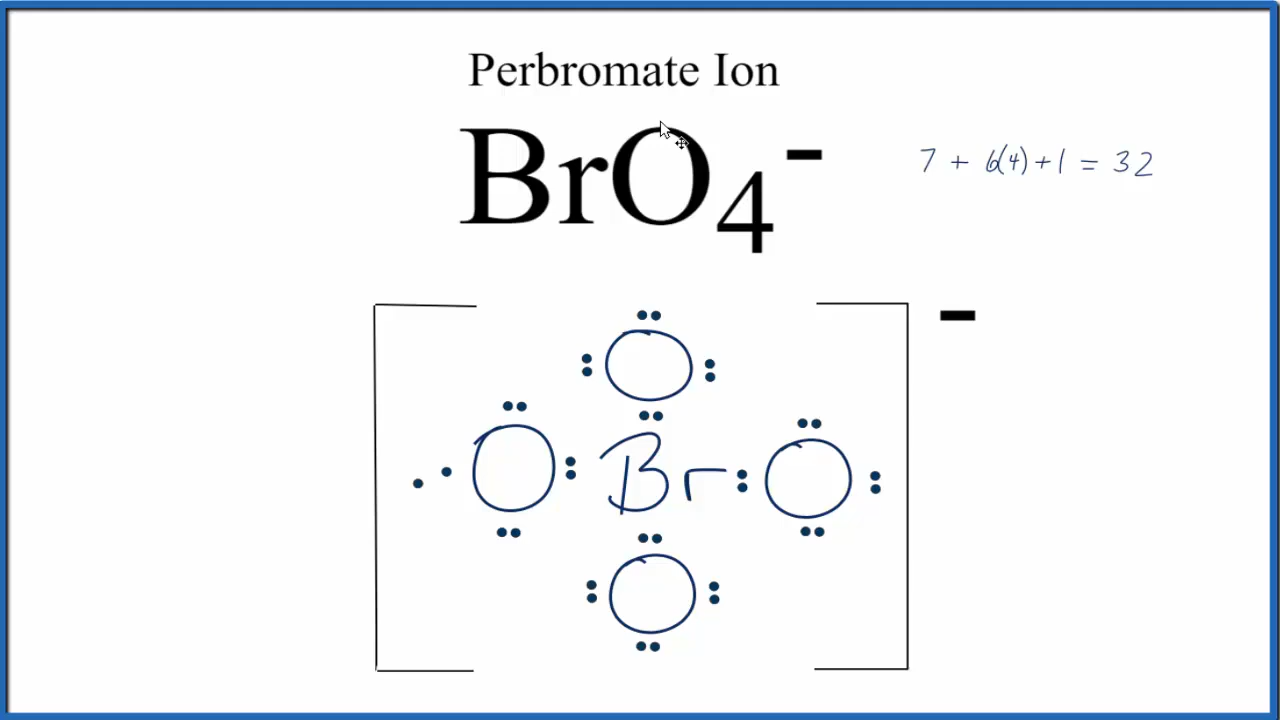 Perbromate Ion
BrO₄⁻
7 + 6(4) + 1 = 32
-
O
O Br O
O